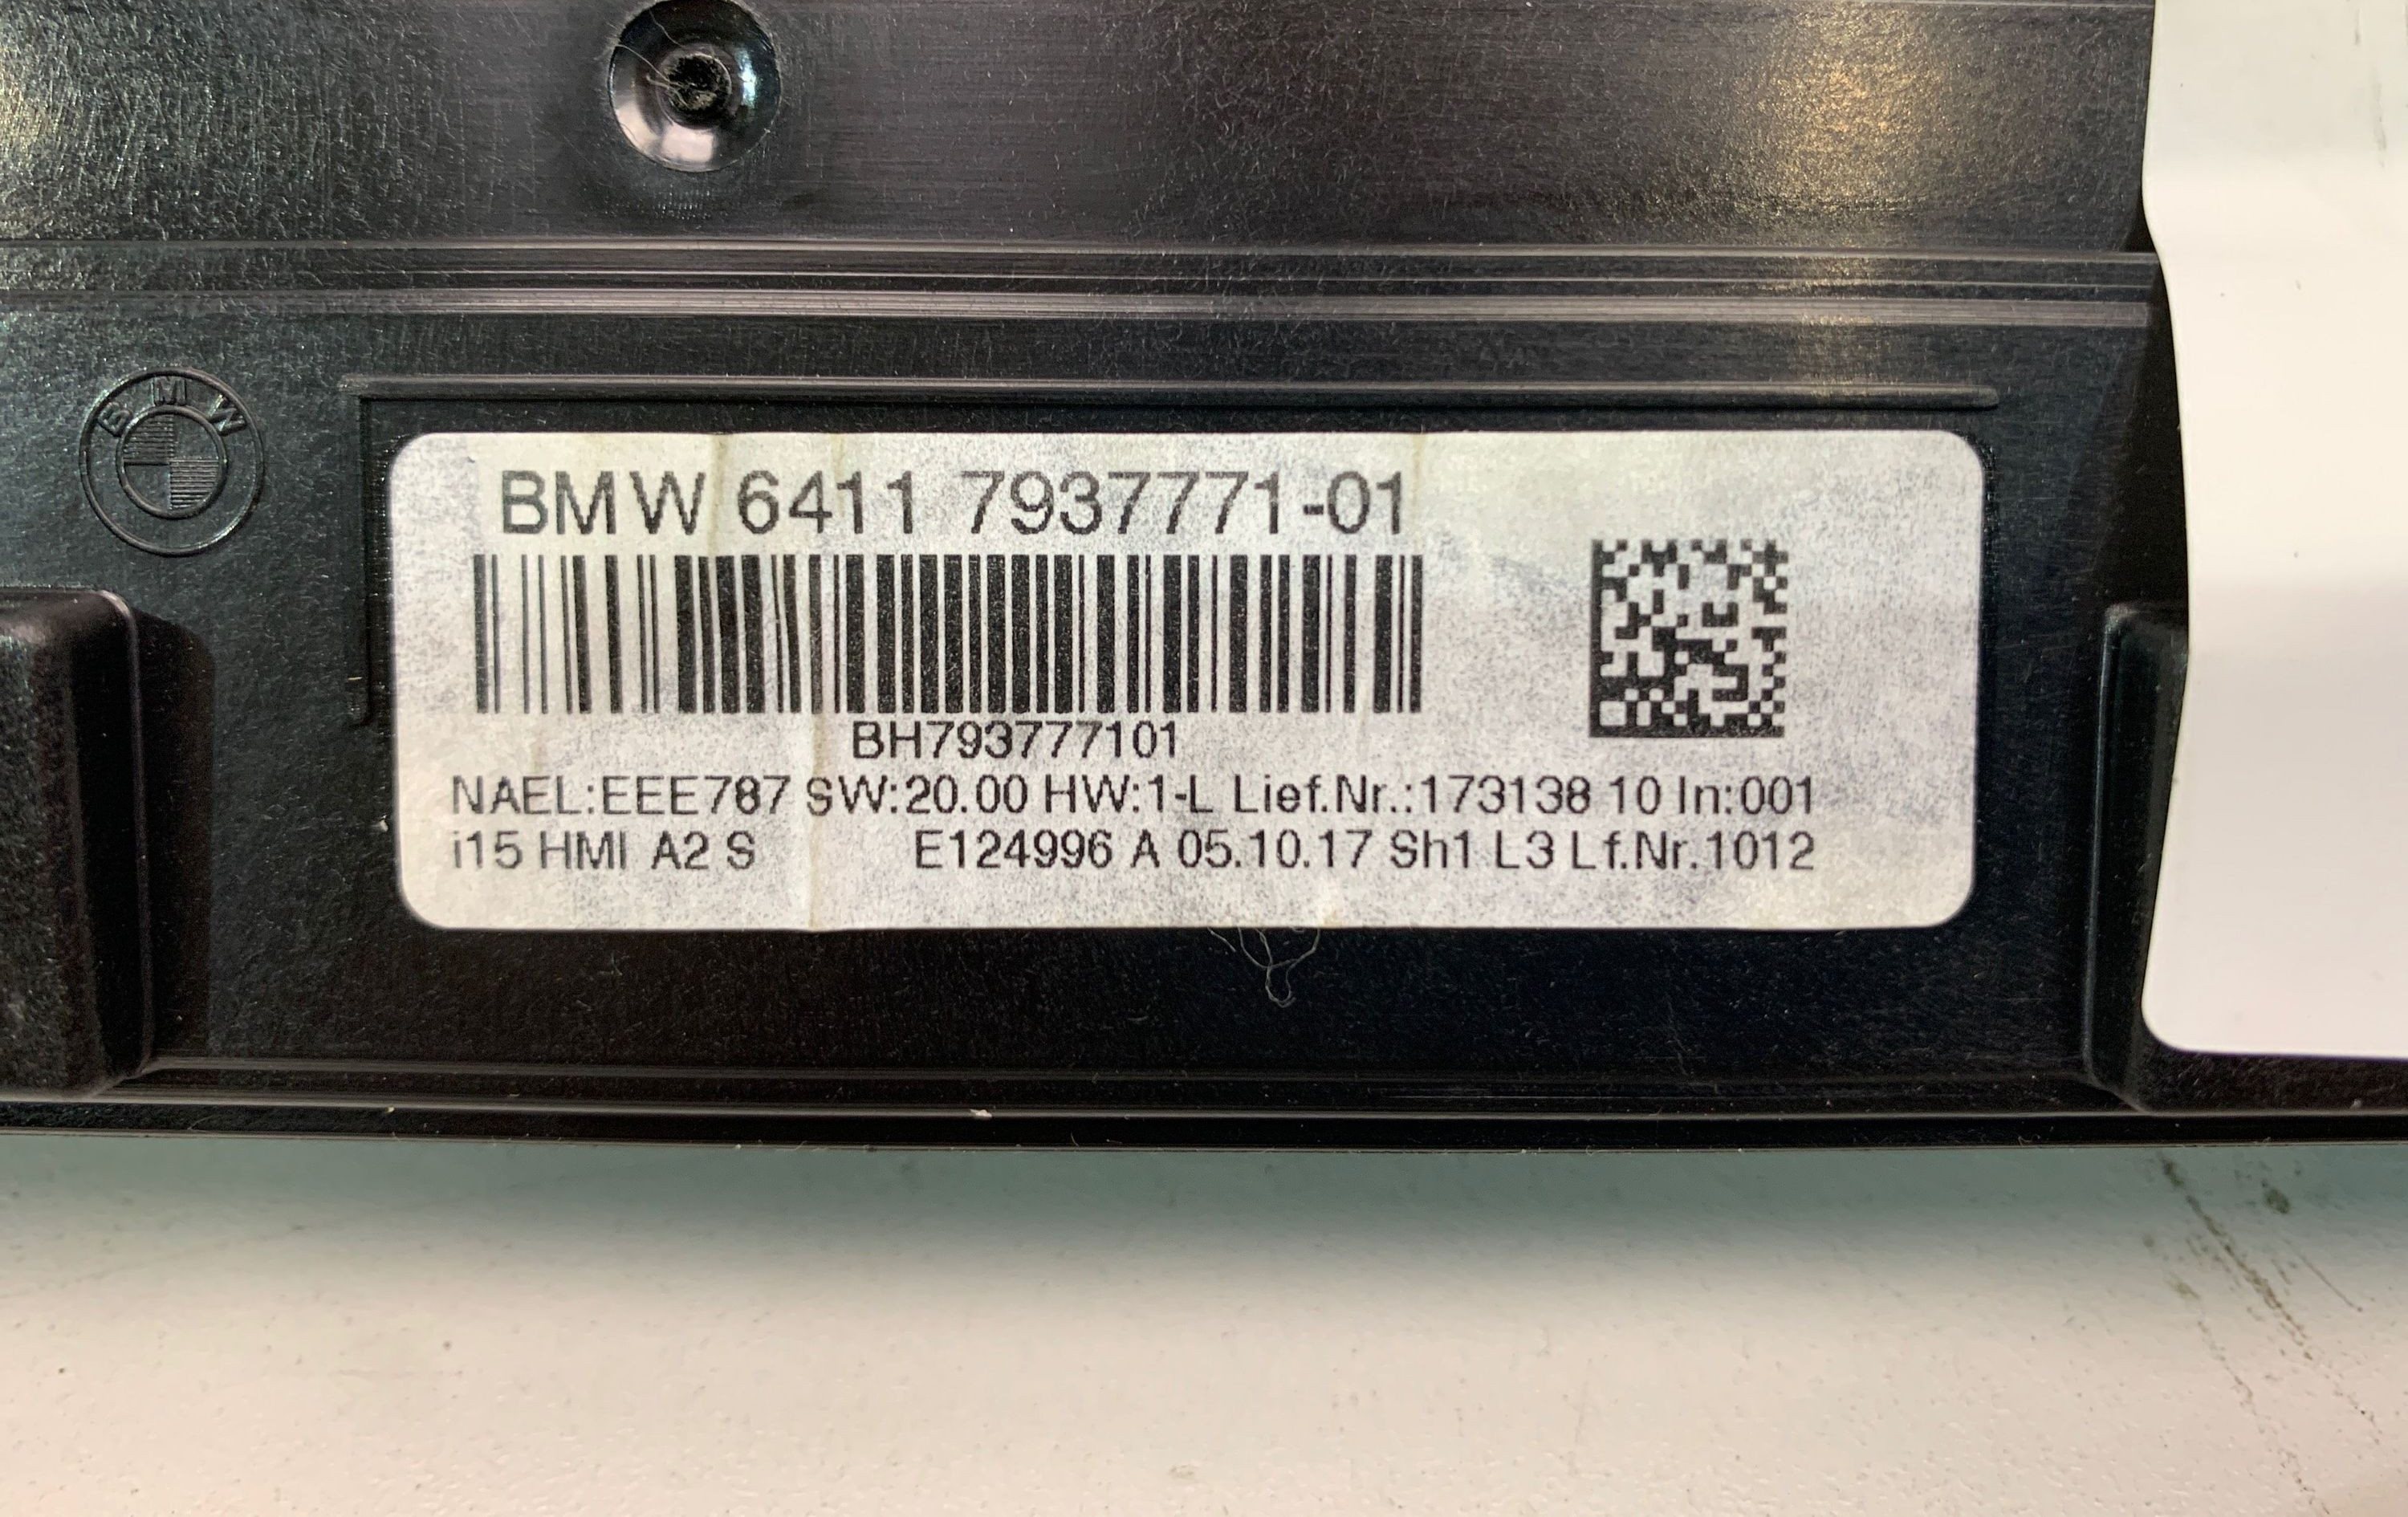 BMW
BMW 6411 7937771-01
BH793777101
NAEL:EEE787 SW:20.00 HW:1-L Lief.Nr.:173138 10 In:001
i15 HMI A2 S E124996 A 05.10.17 Sh1 L3 Lf.Nr.1012